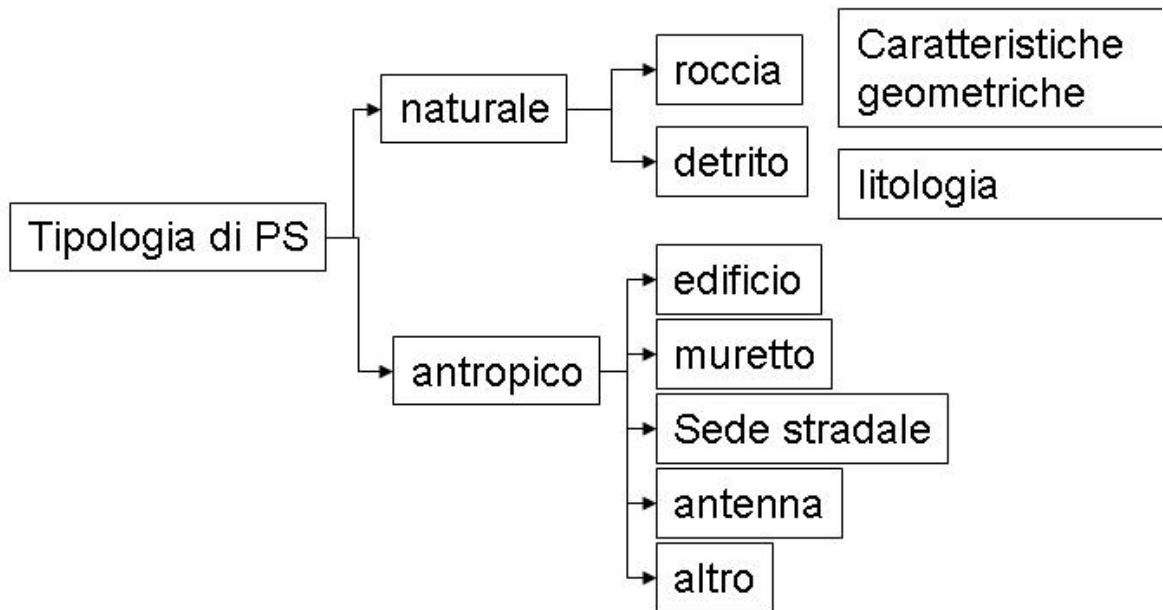 Tipologia di PS
naturale
roccia
detrito
Caratteristiche
geometriche
litologia
antropico
edificio
muretto
Sede stradale
antenna
altro